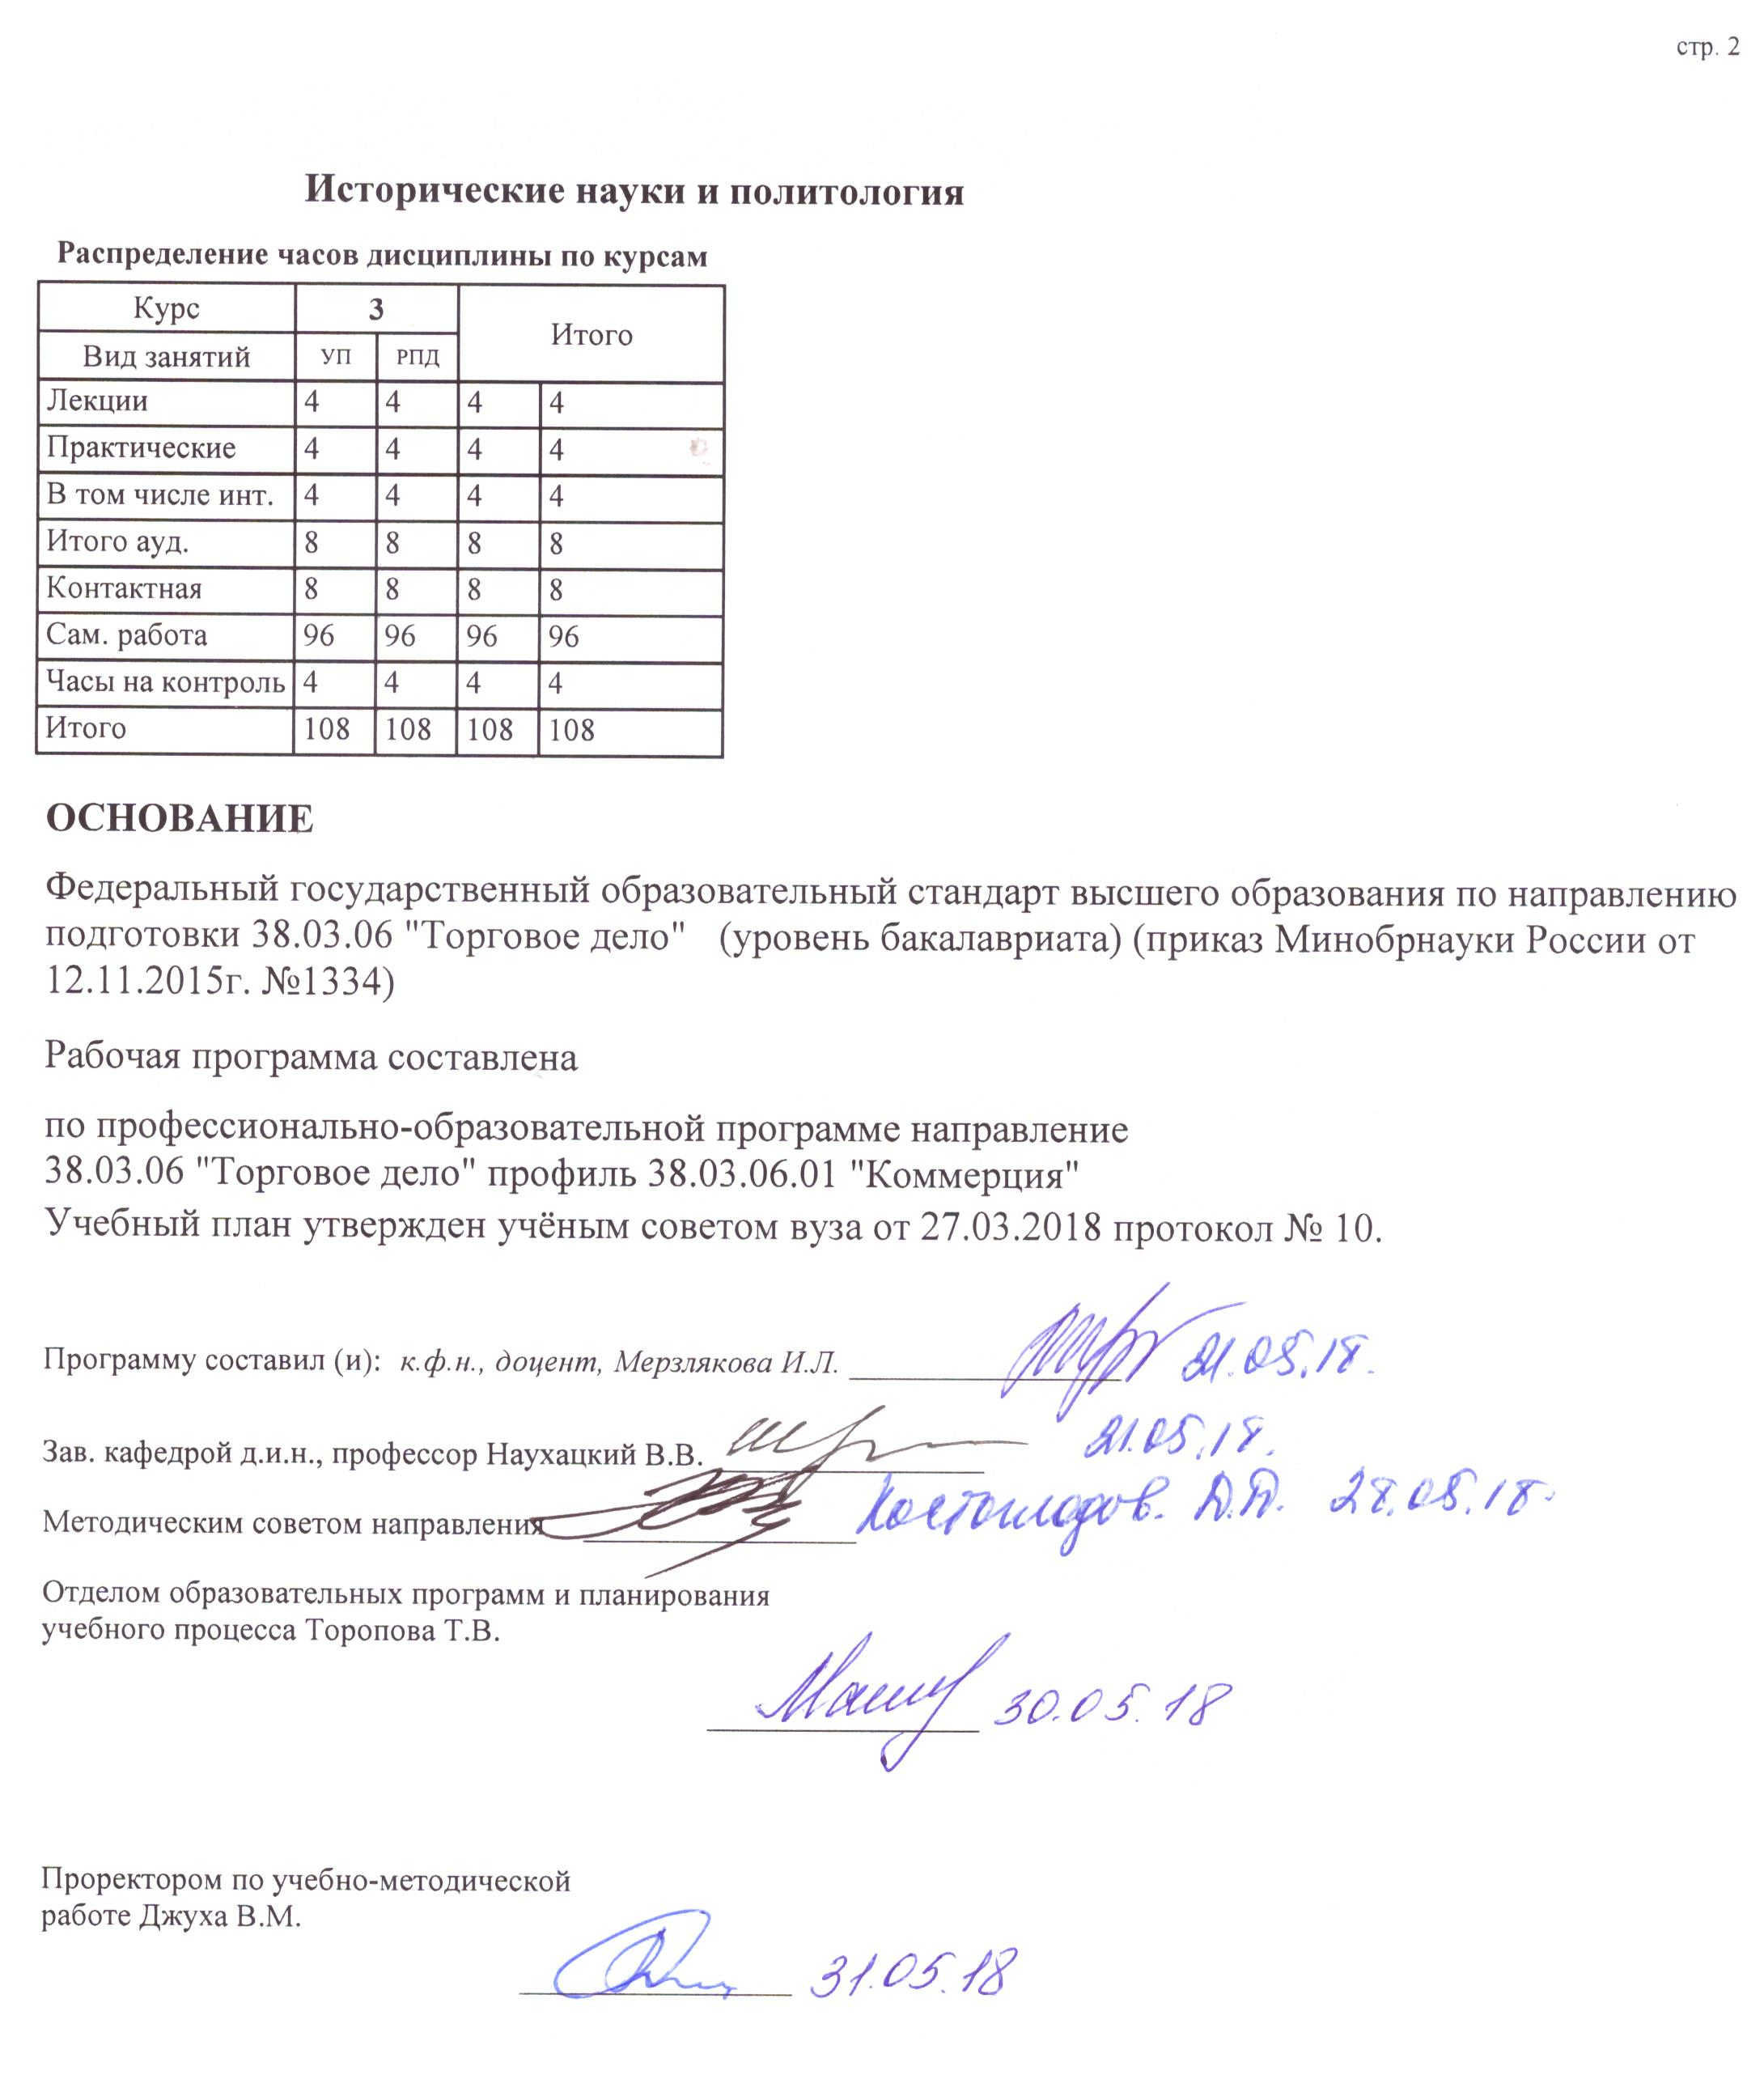 стр. 2
Исторические науки и политология
Распределение часов дисциплины по курсам
Курс 3 Итого
Вид занятий УП РПД
Лекции 4 4 4 4
Практические 4 4 4 4
В том числе инт. 4 4 4 4
Итого ауд. 8 8 8 8
Контактная 8 8 8 8
Сам. работа 96 96 96 96
Часы на контроль 4 4 4 4
Итого 108 108 108 108
ОСНОВАНИЕ
Федеральный государственный образовательный стандарт высшего образования по направлению
подготовки 38.03.06 "Торговое дело" (уровень бакалавриата) (приказ Минобрнауки России от
12.11.2015г. №1334)
Рабочая программа составлена
по профессионально-образовательной программе направление
38.03.06 "Торговое дело" профиль 38.03.06.01 "Коммерция"
Учебный план утвержден учёным советом вуза от 27.03.2018 протокол № 10.
Программу составил (и): к.ф.н., доцент, Мерзлякова И.Л. 21.05.18.
Зав. кафедрой д.и.н., профессор Наухацкий В.В. 21.05.18.
Методическим советом направления Костоглодов. Д.Д. 28.05.18.
Отделом образовательных программ и планирования
учебного процесса Торопова Т.В.
30.05.18
Проректором по учебно-методической
работе Джуха В.М.
31.05.18